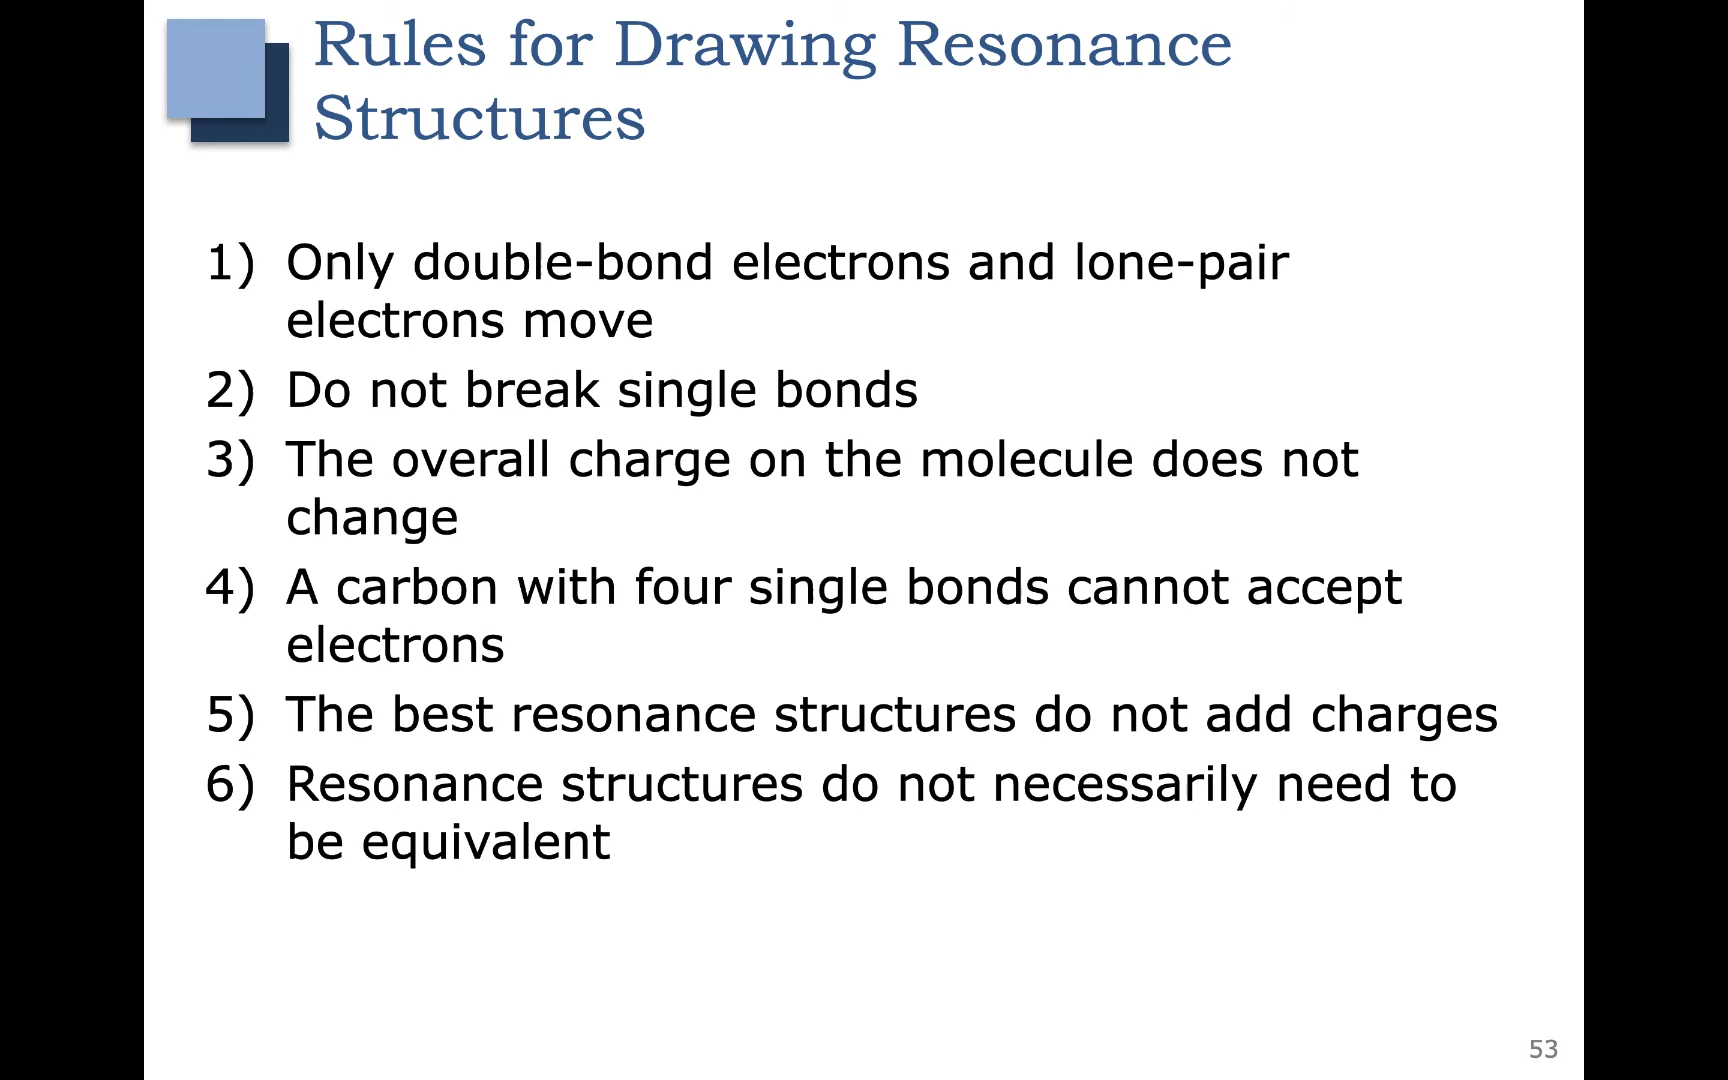 Rules for Drawing Resonance
Structures
1) Only double-bond electrons and lone-pair
electrons move
2) Do not break single bonds
3) The overall charge on the molecule does not
change
4) A carbon with four single bonds cannot accept
electrons
5) The best resonance structures do not add charges
6) Resonance structures do not necessarily need to
be equivalent
53